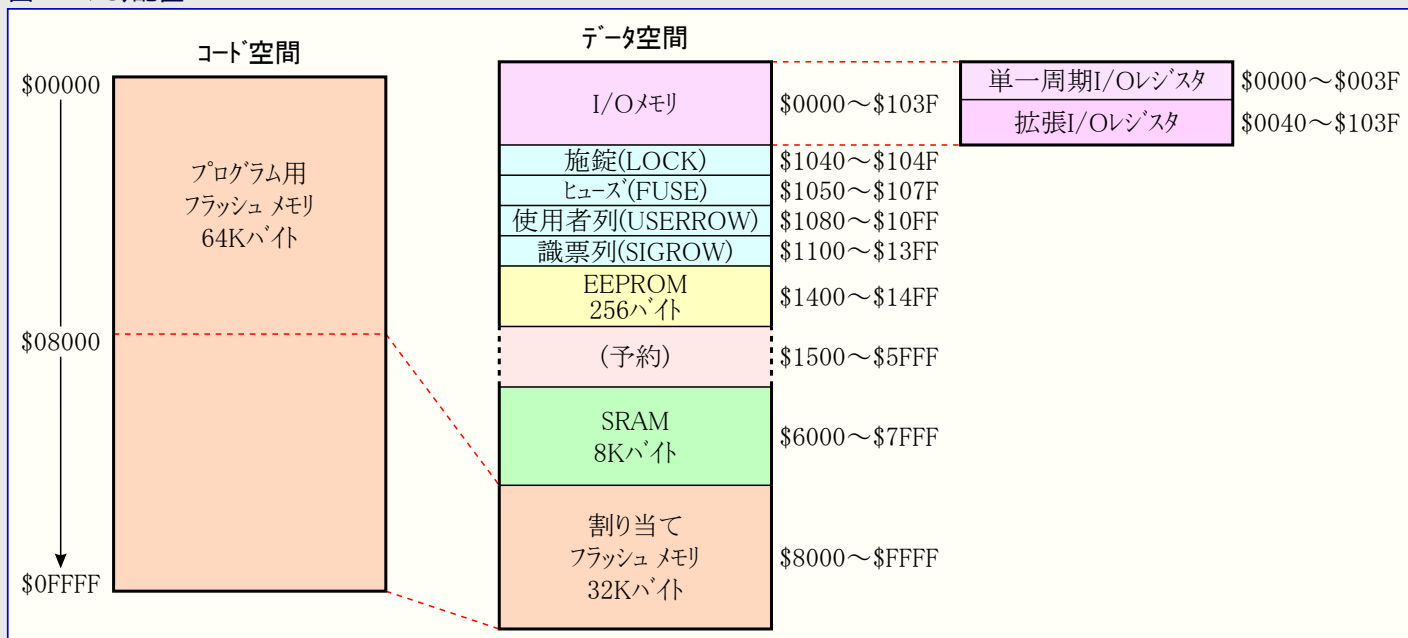 コード空間
$00000
プログラム用
フラッシュ メモリ
64Kバイト
$08000
$0FFFF
データ空間
I/Oメモリ
$0000～$103F
施錠(LOCK)
$1040～$104F
ヒューズ(FUSE)
$1050～$107F
使用者列(USERROW)
$1080～$10FF
識票列(SIGROW)
$1100～$13FF
EEPROM
256バイト
$1400～$14FF
(予約)
$1500～$5FFF
SRAM
8Kバイト
$6000～$7FFF
割り当て
フラッシュ メモリ
32Kバイト
$8000～$FFFF
単一周期I/Oレジスタ
$0000～$003F
拡張I/Oレジスタ
$0040～$103F